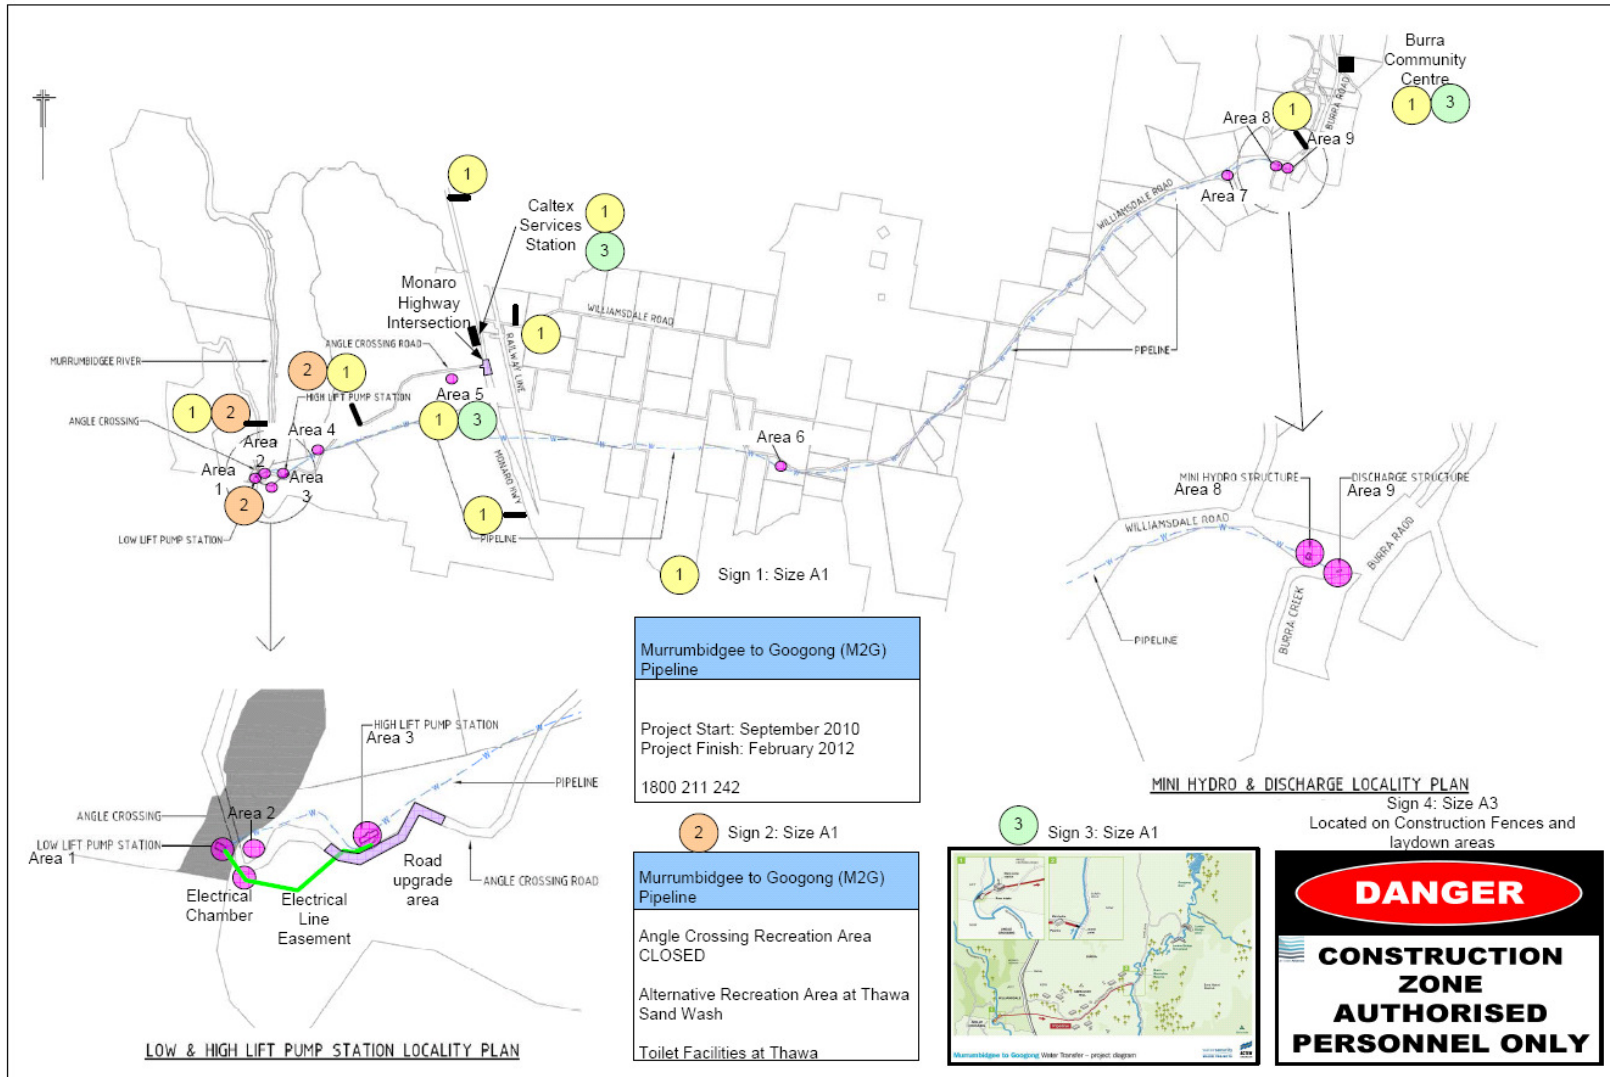 Burra
Community
Centre
1
3
BURRA ROAD
1
Area 8
Area 9
Area 7
WILLIAMSDALE ROAD
PIPELINE
1
Caltex
Services
Station
1
3
Monaro
Highway
Intersection
WILLIAMSDALE ROAD
1
RAILWAY LINE
ANGLE CROSSING ROAD
MURRUMBIDGEE RIVER
2
1
HIGH LIFT PUMP STATION
Area 5
1
3
1
2
ANGLE CROSSING
Area
2
Area 4
Area
1
Area
3
2
LOW LIFT PUMP STATION
MONARO HWY
1
PIPELINE
Area 6
1
Sign 1: Size A1
MINI HYDRO STRUCTURE
Area 8
DISCHARGE STRUCTURE
Area 9
WILLIAMSDALE ROAD
BURRA RAOD
BURRA CREEK
PIPELINE
MINI HYDRO & DISCHARGE LOCALITY PLAN
Murrumbidgee to Googong (M2G)
Pipeline
Project Start: September 2010
Project Finish: February 2012
1800 211 242
HIGH LIFT PUMP STATION
Area 3
PIPELINE
ANGLE CROSSING
Area 2
LOW LIFT PUMP STATION
Area 1
Electrical
Chamber
Electrical
Line
Easement
Road
upgrade
area
ANGLE CROSSING ROAD
LOW & HIGH LIFT PUMP STATION LOCALITY PLAN
2
Sign 2: Size A1
Murrumbidgee to Googong (M2G)
Pipeline
Angle Crossing Recreation Area
CLOSED
Alternative Recreation Area at Thawa
Sand Wash
Toilet Facilities at Thawa
3
Sign 3: Size A1
Murrumbidgee to Googong Water Transfer – project diagram
Sign 4: Size A3
Located on Construction Fences and
laydown areas
DANGER
CONSTRUCTION
ZONE
AUTHORISED
PERSONNEL ONLY